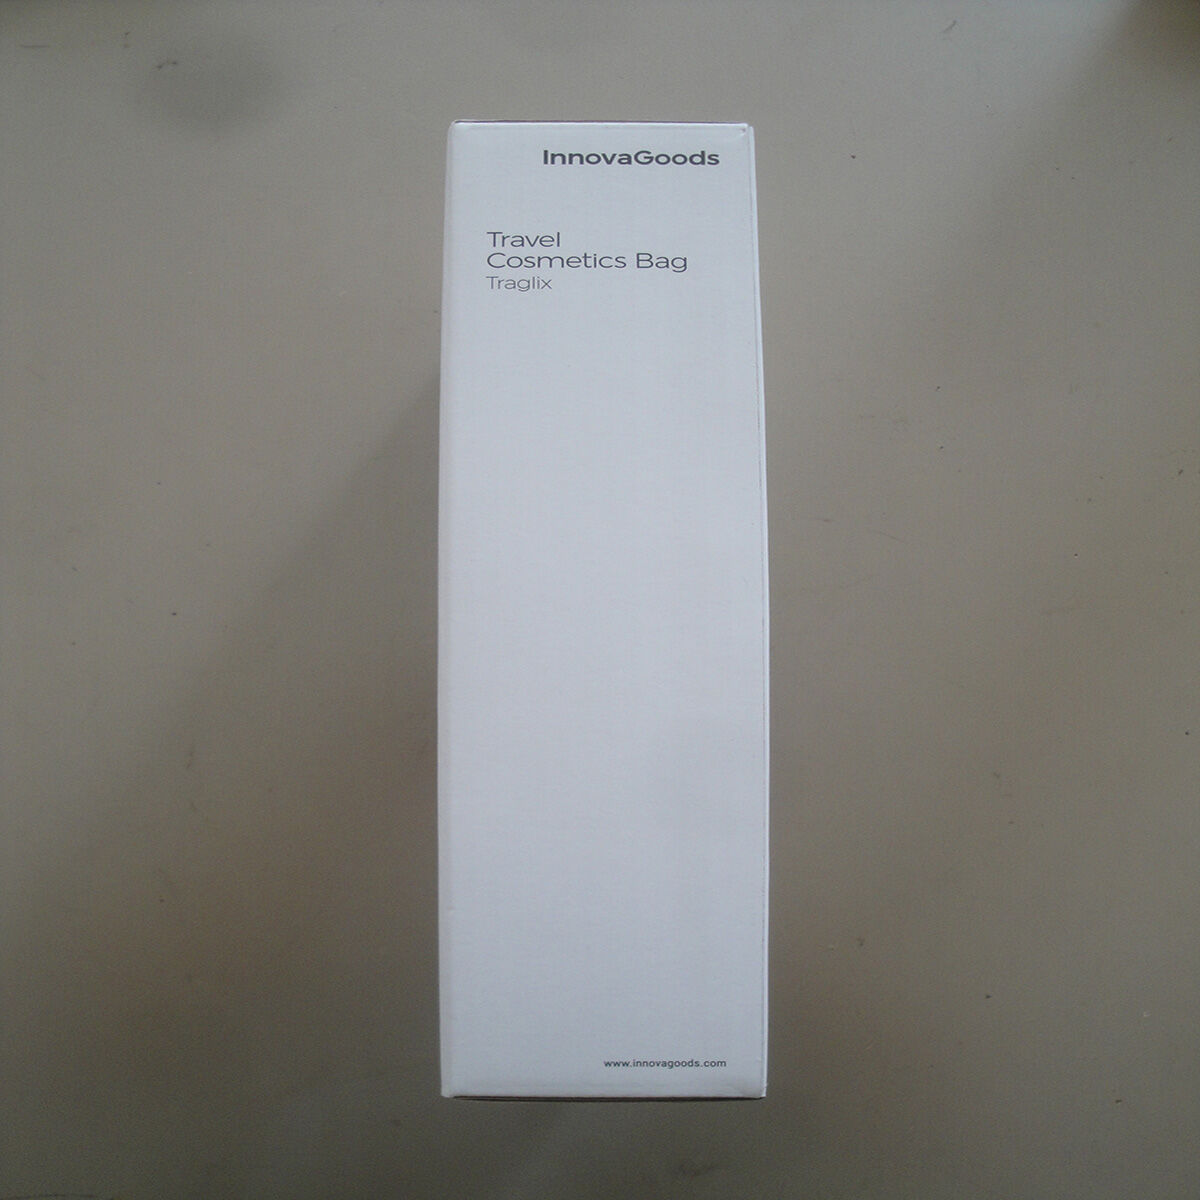 InnovaGoods
Travel
Cosmetics Bag
Traglix
www.innovagoods.com